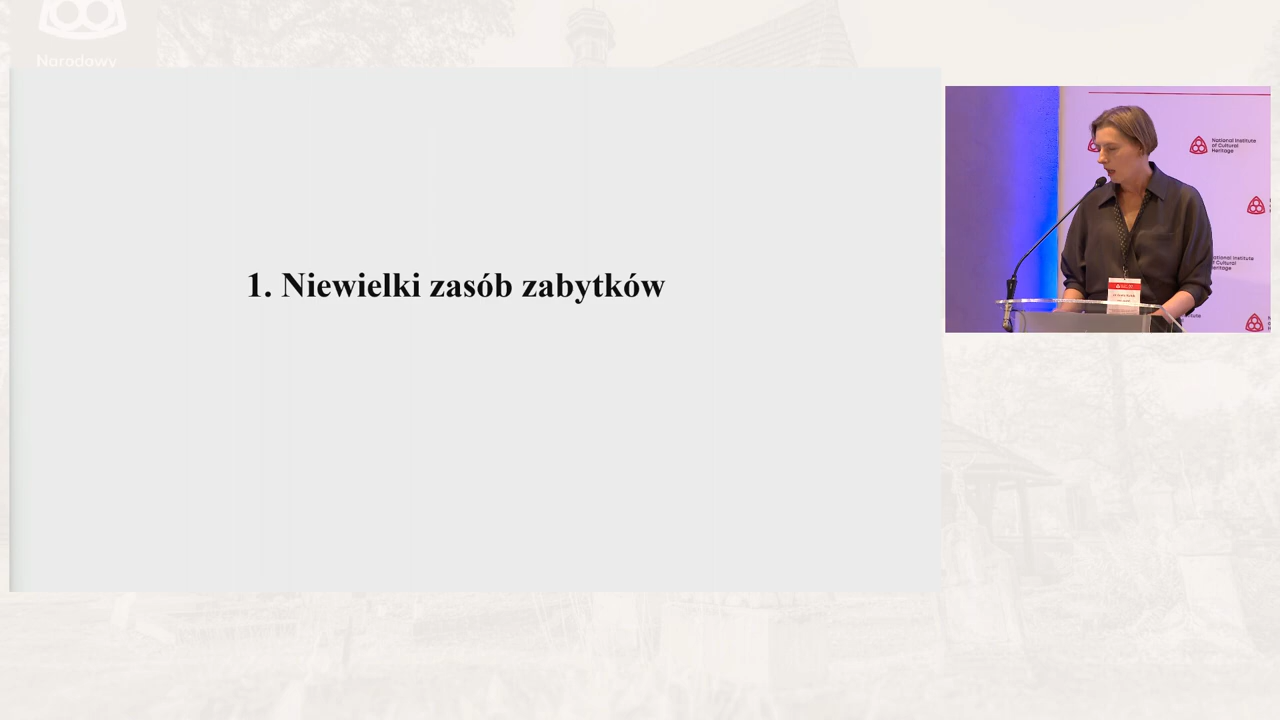 Narodowy
1. Niewielki zasób zabytków
National Institute
of Cultural
Heritage